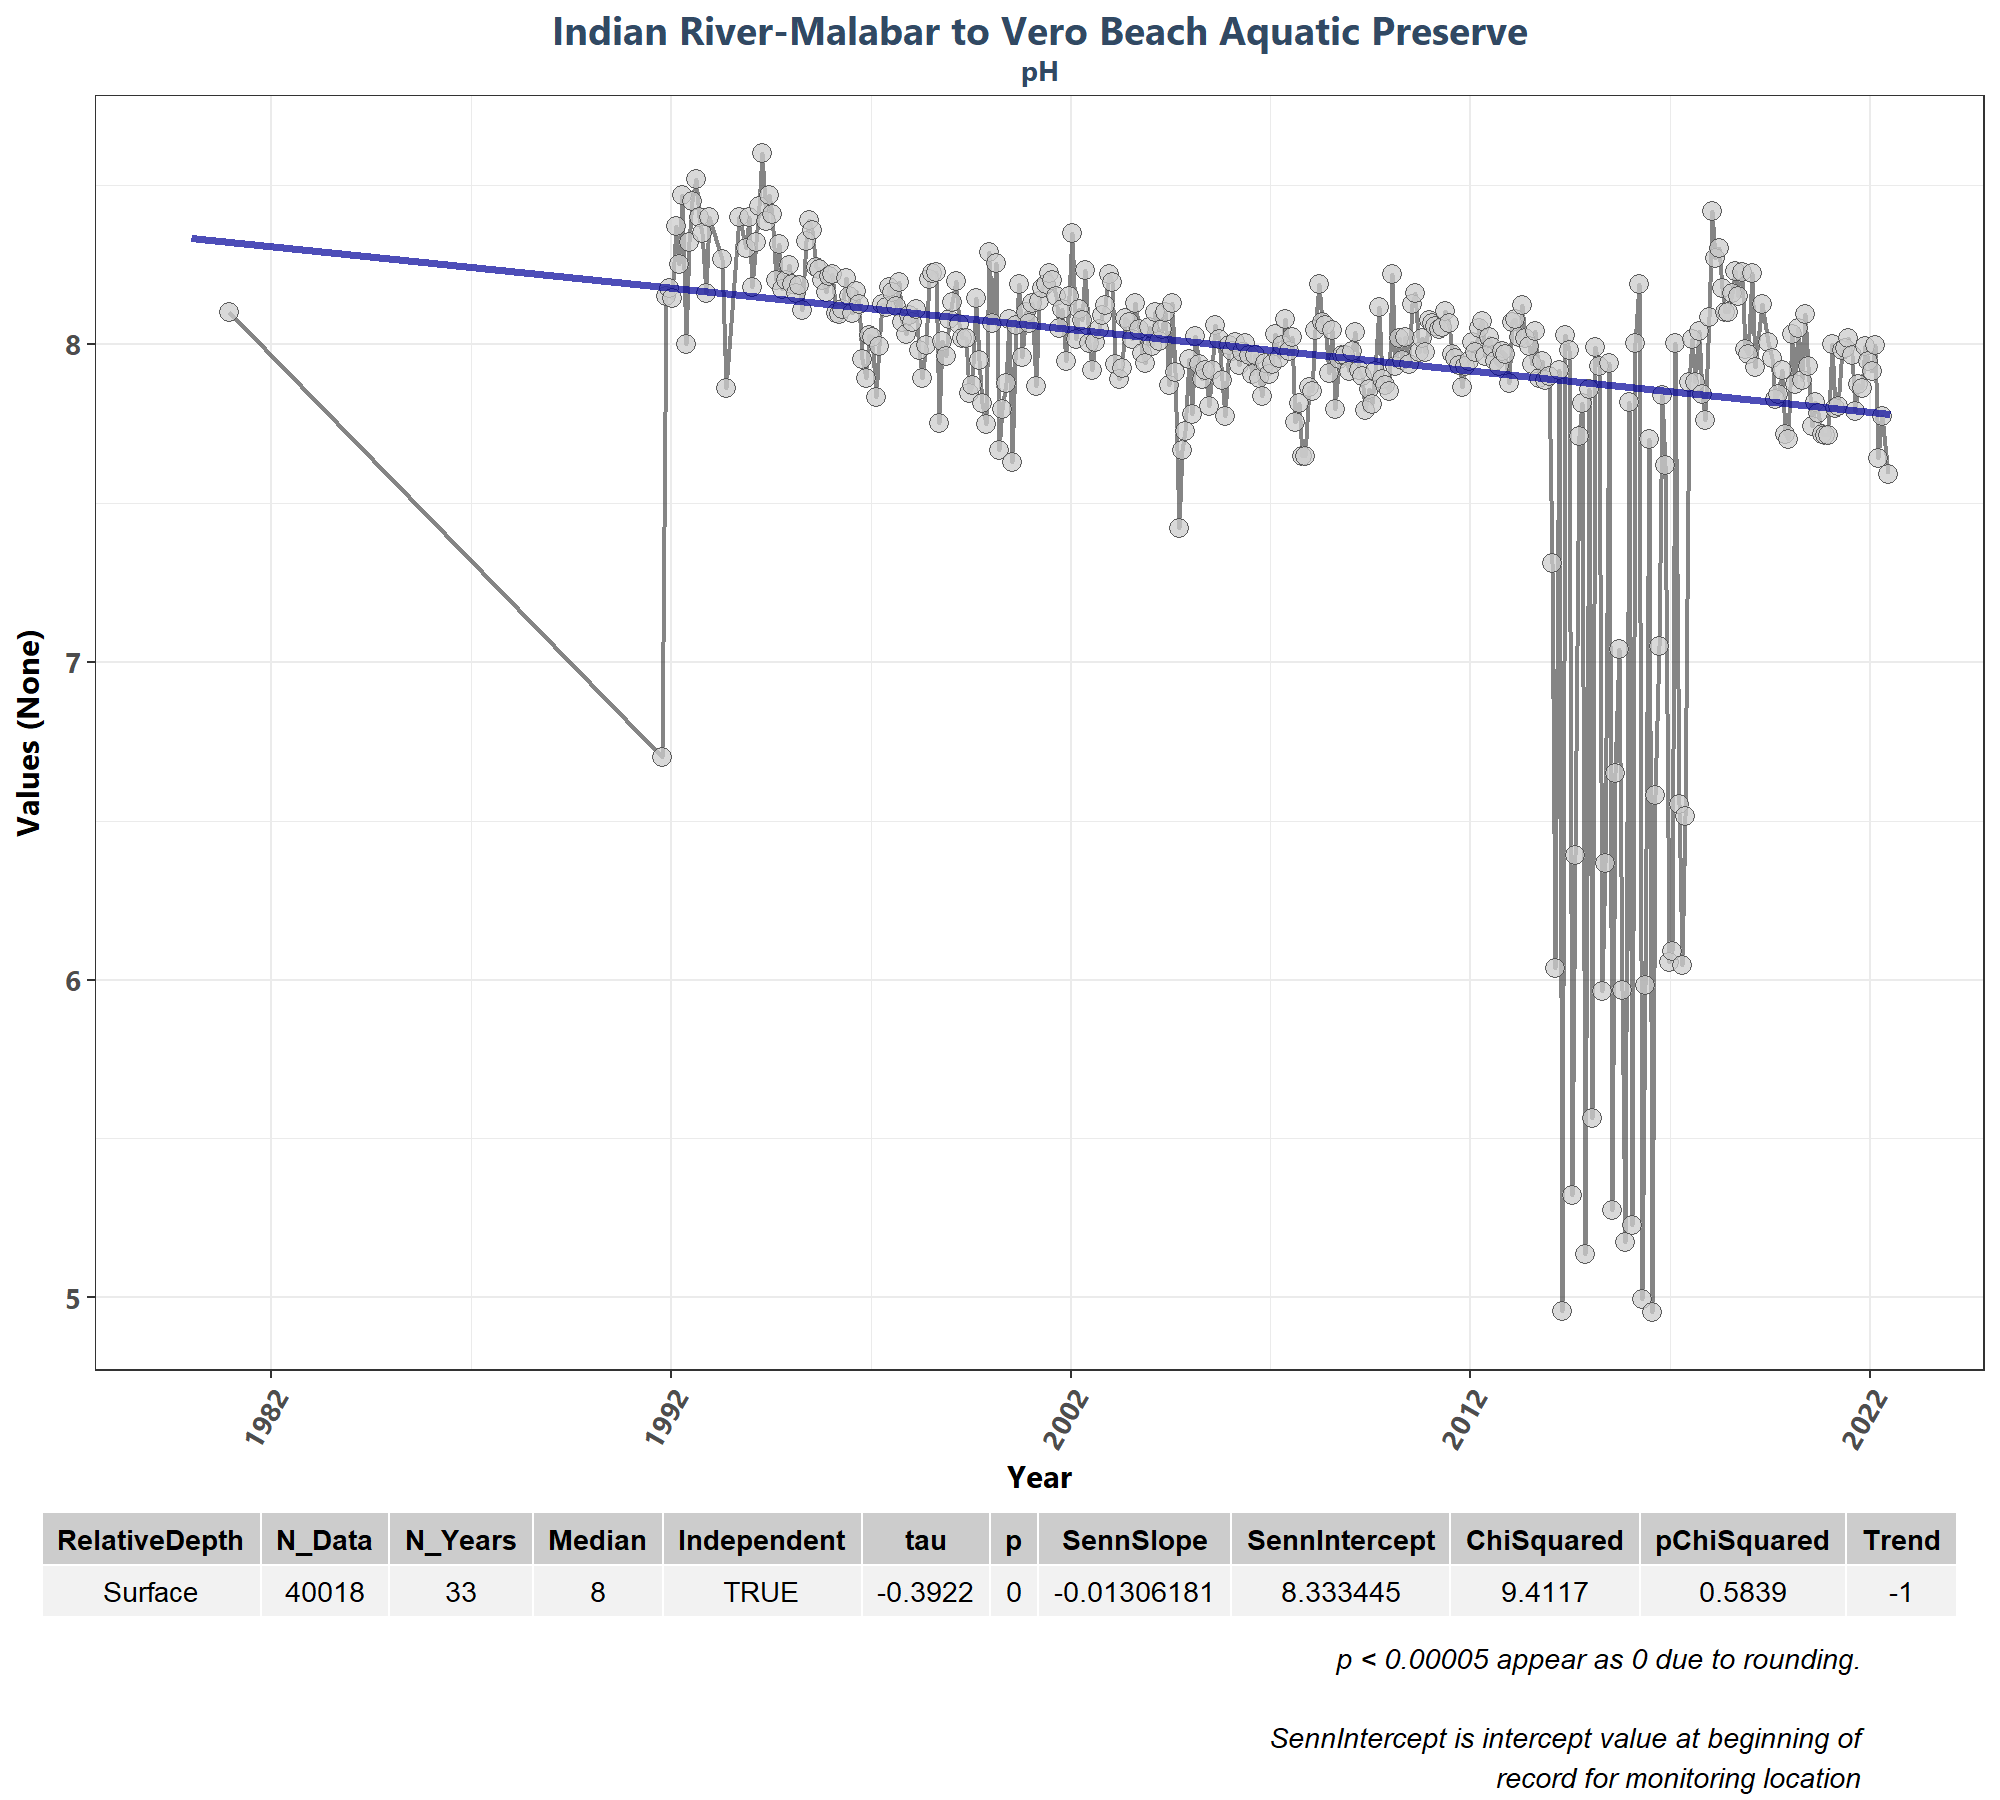 Indian River-Malabar to Vero Beach Aquatic Preserve
pH
Values (None)
8
7
6
5
1982 1992 2002 2012 2022
Year
RelativeDepth N_Data N_Years Median Independent tau p SennSlope SennIntercept ChiSquared pChiSquared Trend
Surface 40018 33 8 TRUE -0.3922 0 -0.01306181 8.333445 9.4117 0.5839 -1
p < 0.00005 appear as 0 due to rounding.
SennIntercept is intercept value at beginning of
record for monitoring location